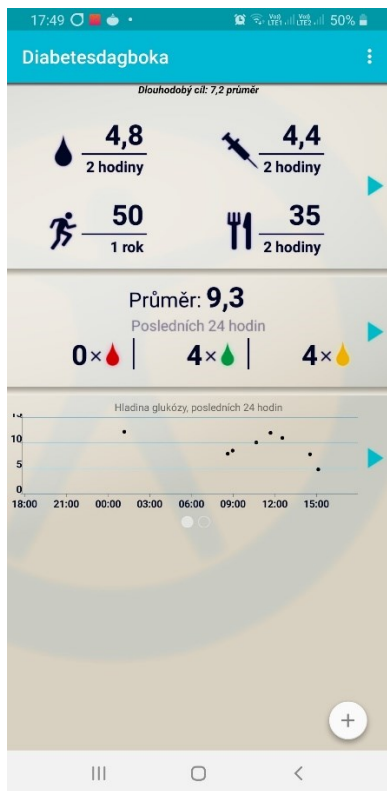 17:49 50%
Diabetesdagboka
Dlouhodobý cíl: 7,2 průměr
4,8 4,4
2 hodiny 2 hodiny
50 35
1 rok 2 hodiny
Průměr: 9,3
Posledních 24 hodin
0× 4× 4×
Hladina glukózy, posledních 24 hodin
10
5
0
18:00 21:00 00:00 03:00 06:00 09:00 12:00 15:00
+